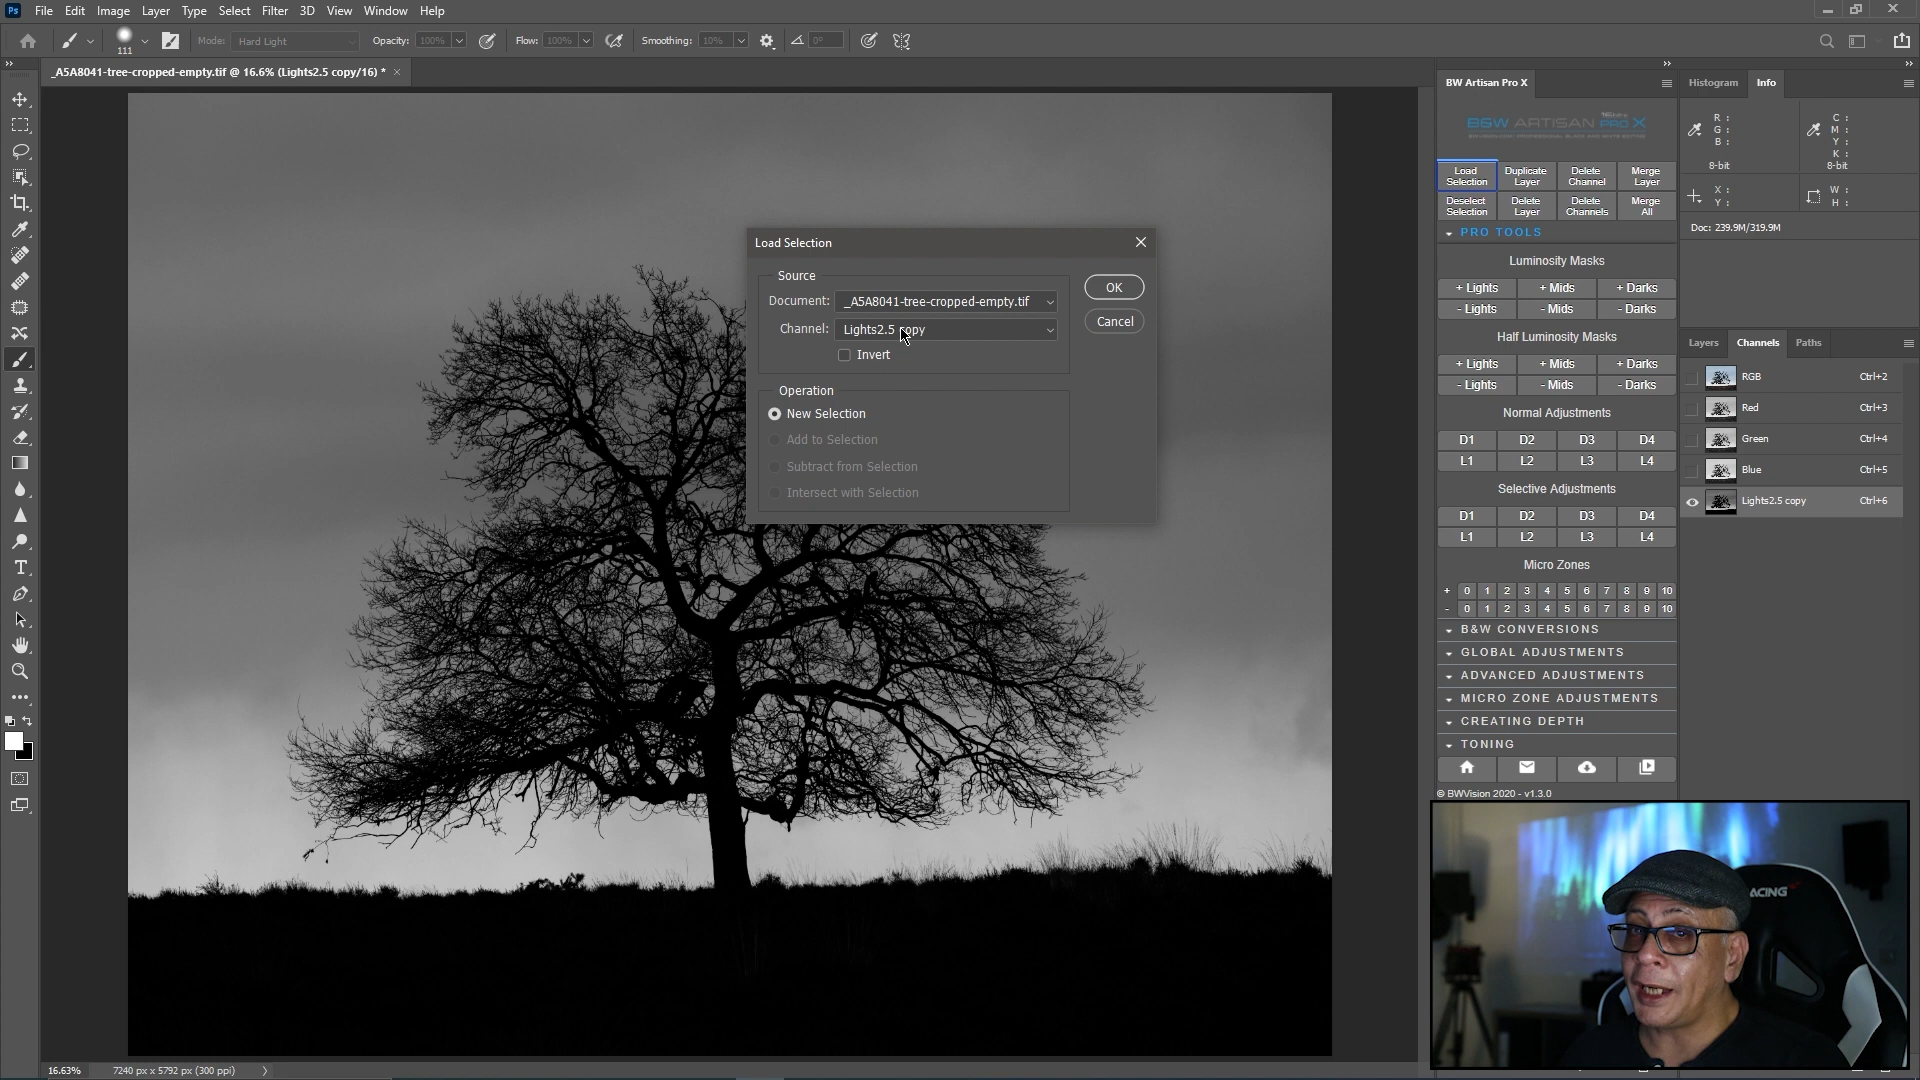 Ps File Edit Image Layer Type Select Filter 3D View Window Help
111 Mode: Hard Light Opacity: 100% Flow: 100% Smoothing: 10% 0°
_A5A8041-tree-cropped-empty.tif @ 16.6% (Lights2.5 copy/16) * ×
Load Selection
Source
Document: _A5A8041-tree-cropped-empty.tif
Channel: Lights2.5 copy
Invert
OK
Cancel
Operation
New Selection
Add to Selection
Subtract from Selection
Intersect with Selection
BW Artisan Pro X
B&W ARTISAN PRO X
Load Selection Duplicate Layer Delete Channel Merge Layer
Deselect Selection Delete Layer Delete Channels Merge All
PRO TOOLS
Luminosity Masks
+ Lights + Mids + Darks
- Lights - Mids - Darks
Half Luminosity Masks
+ Lights + Mids + Darks
- Lights - Mids - Darks
Normal Adjustments
D1 D2 D3 D4
L1 L2 L3 L4
Selective Adjustments
D1 D2 D3 D4
L1 L2 L3 L4
Micro Zones
+ 0 1 2 3 4 5 6 7 8 9 10
- 0 1 2 3 4 5 6 7 8 9 10
B&W CONVERSIONS
GLOBAL ADJUSTMENTS
ADVANCED ADJUSTMENTS
MICRO ZONE ADJUSTMENTS
CREATING DEPTH
TONING
© BWVision 2020 - v1.3.0
Histogram Info
R : C :
G : M :
B : Y :
K :
8-bit 8-bit
X : W :
Y : H :
Doc: 239.9M/319.9M
Layers Channels Paths
RGB Ctrl+2
Red Ctrl+3
Green Ctrl+4
Blue Ctrl+5
Lights2.5 copy Ctrl+6
ACING
16.63% 7240 px x 5792 px (300 ppi)